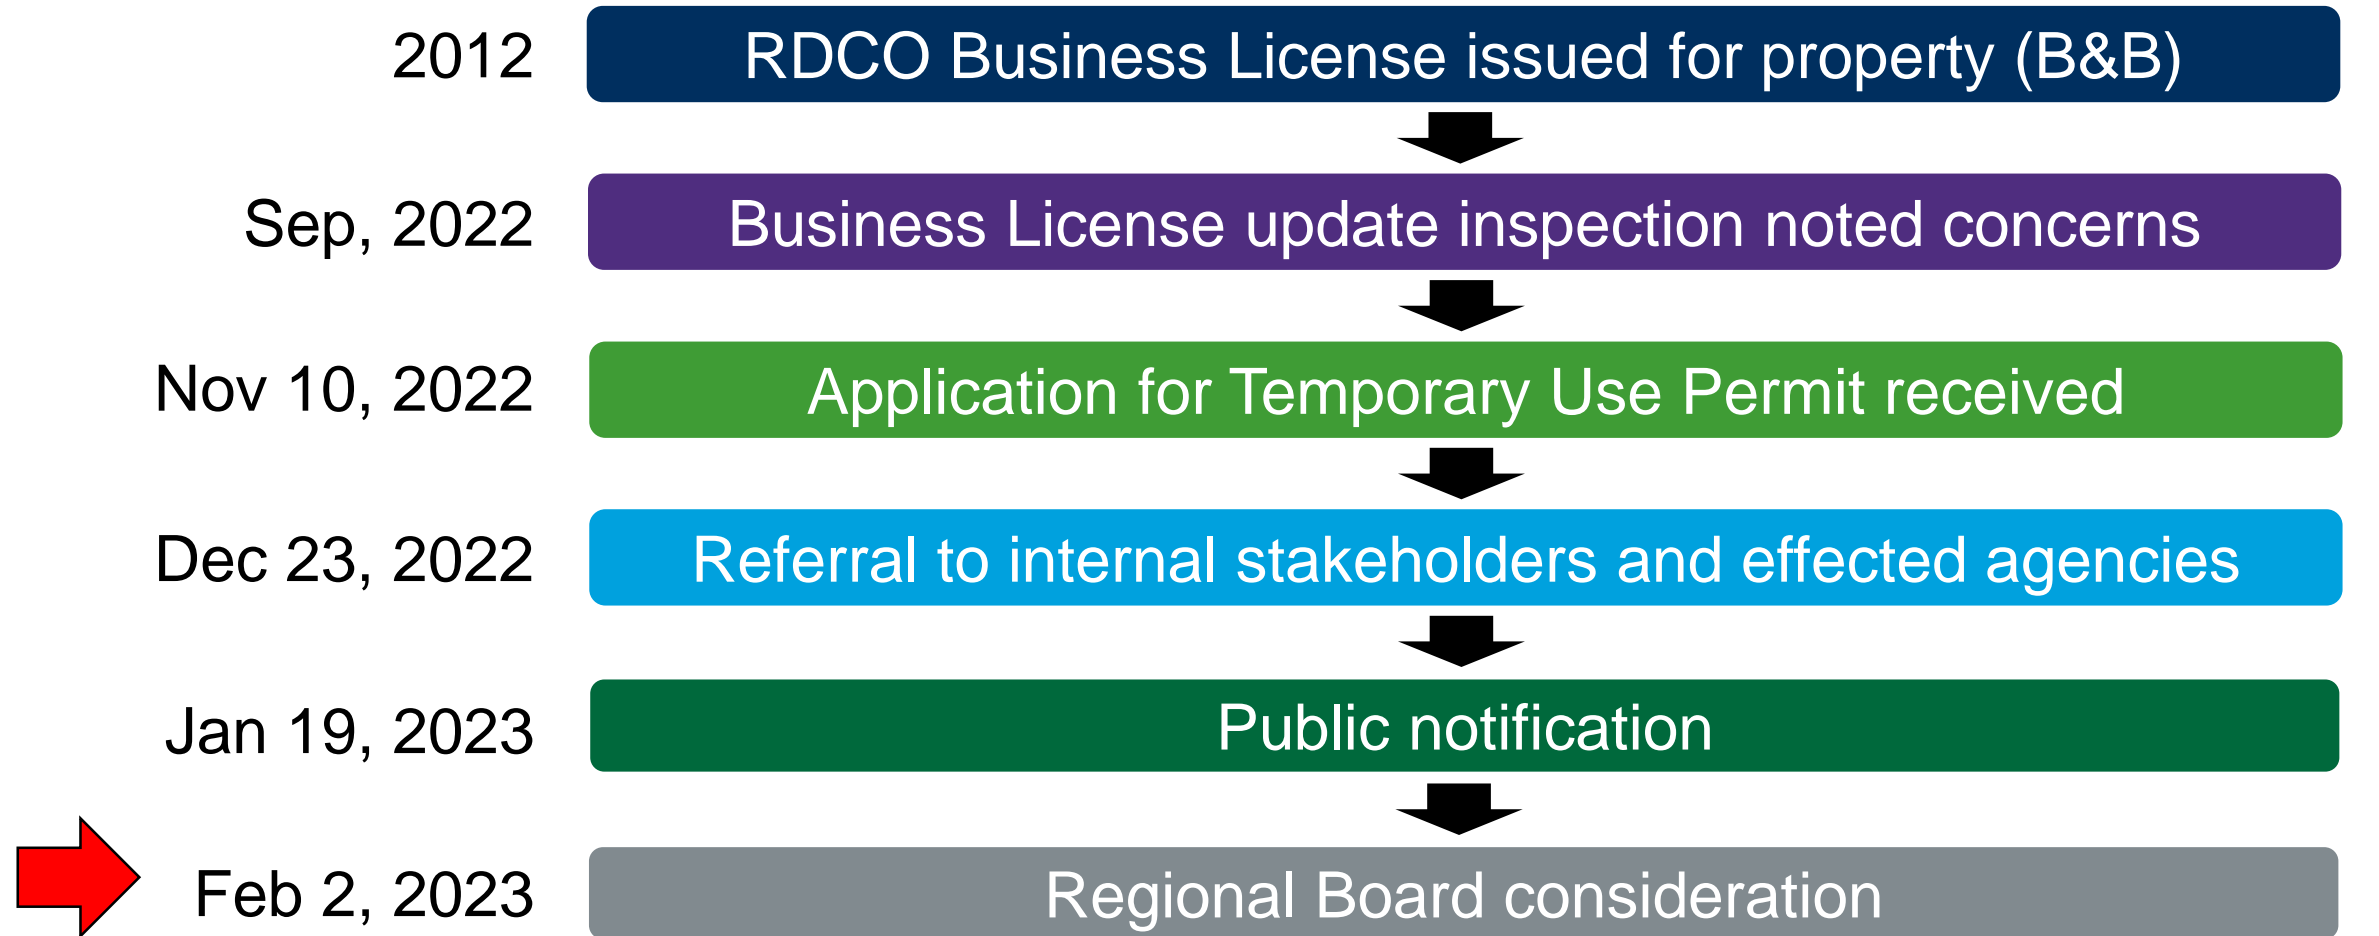 2012 RDCO Business License issued for property (B&B)
Sep, 2022 Business License update inspection noted concerns
Nov 10, 2022 Application for Temporary Use Permit received
Dec 23, 2022 Referral to internal stakeholders and effected agencies
Jan 19, 2023 Public notification
Feb 2, 2023 Regional Board consideration